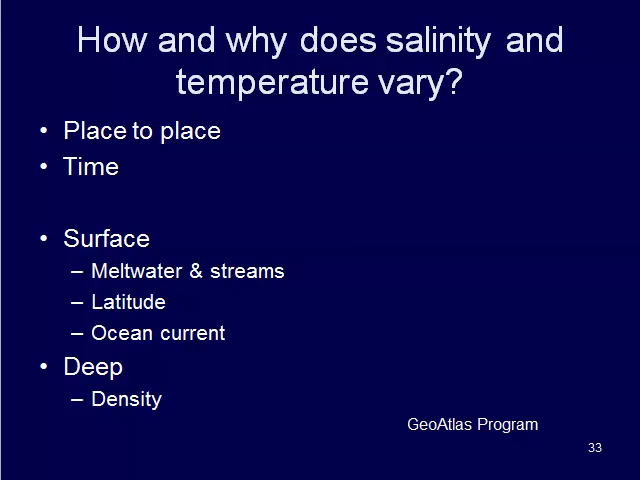 How and why does salinity and
temperature vary?
• Place to place
• Time
• Surface
– Meltwater & streams
– Latitude
– Ocean current
• Deep
– Density
GeoAtlas Program
33